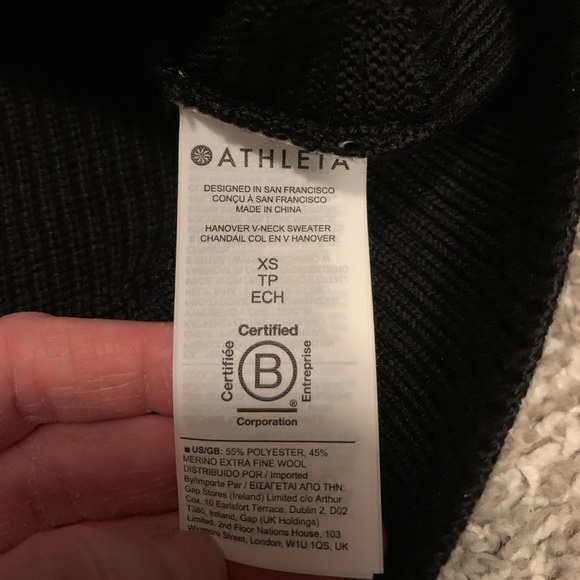 ATHLETA
DESIGNED IN SAN FRANCISCO
CONÇU À SAN FRANCISCO
MADE IN CHINA
HANOVER V-NECK SWEATER
CHANDAIL COL EN V HANOVER
XS
TP
ECH
Certified
Certifiée
B
Entreprise
®
Corporation
■ US/GB: 55% POLYESTER, 45%
MERINO EXTRA FINE WOOL
DISTRIBUIDO POR / Imported
By/Importe Par / ΕΙΣΑΓΕΤΑΙ ΑΠΟ ΤΗΝ:
Gap Stores (Ireland) Limited c/o Arthur
Cox, 10 Earlsfort Terrace, Dublin 2, D02
T380, Ireland, Gap (UK Holdings)
Limited, 2nd Floor Nations House, 103
Wigmore Street, London, W1U 1QS, UK